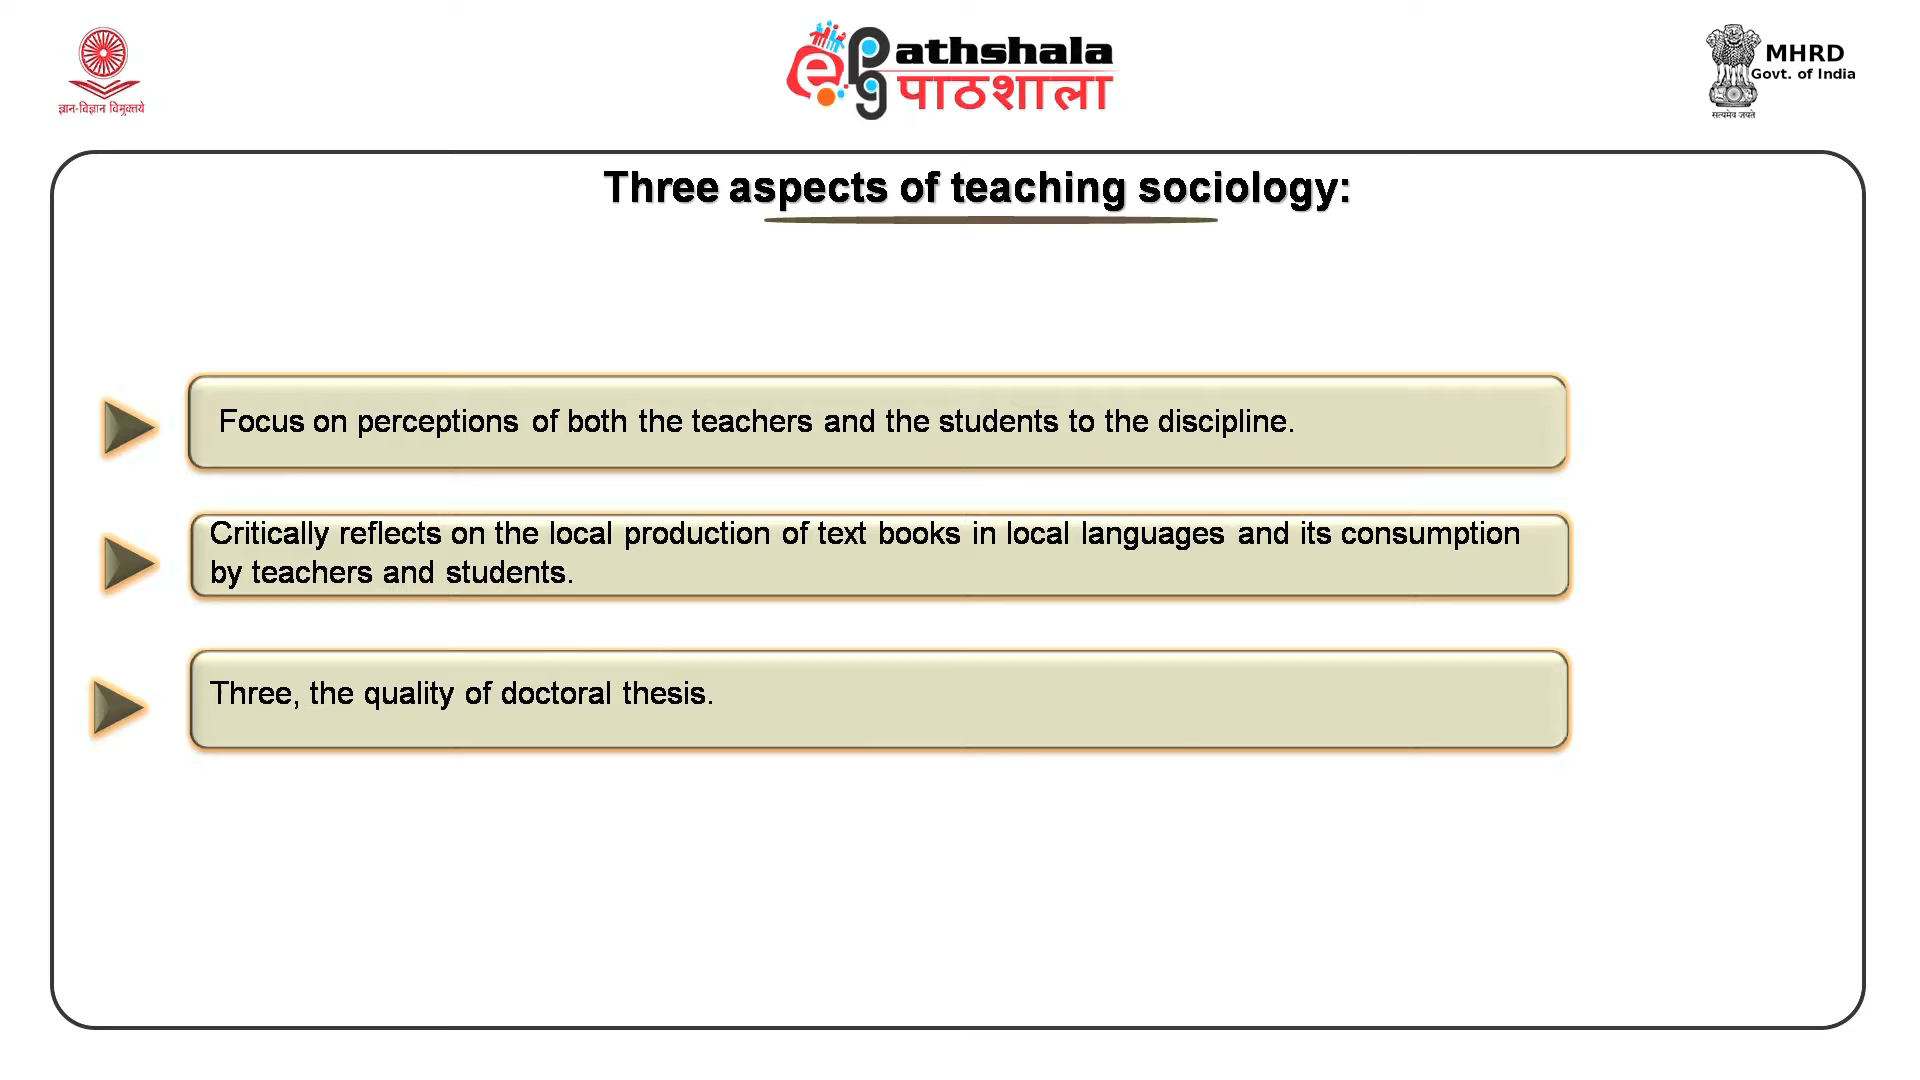 ज्ञान-विज्ञान विमुक्तये
e PG Pathshala
पाठशाला
MHRD
Govt. of India
सत्यमेव जयते
Three aspects of teaching sociology:
Focus on perceptions of both the teachers and the students to the discipline.
Critically reflects on the local production of text books in local languages and its consumption
by teachers and students.
Three, the quality of doctoral thesis.